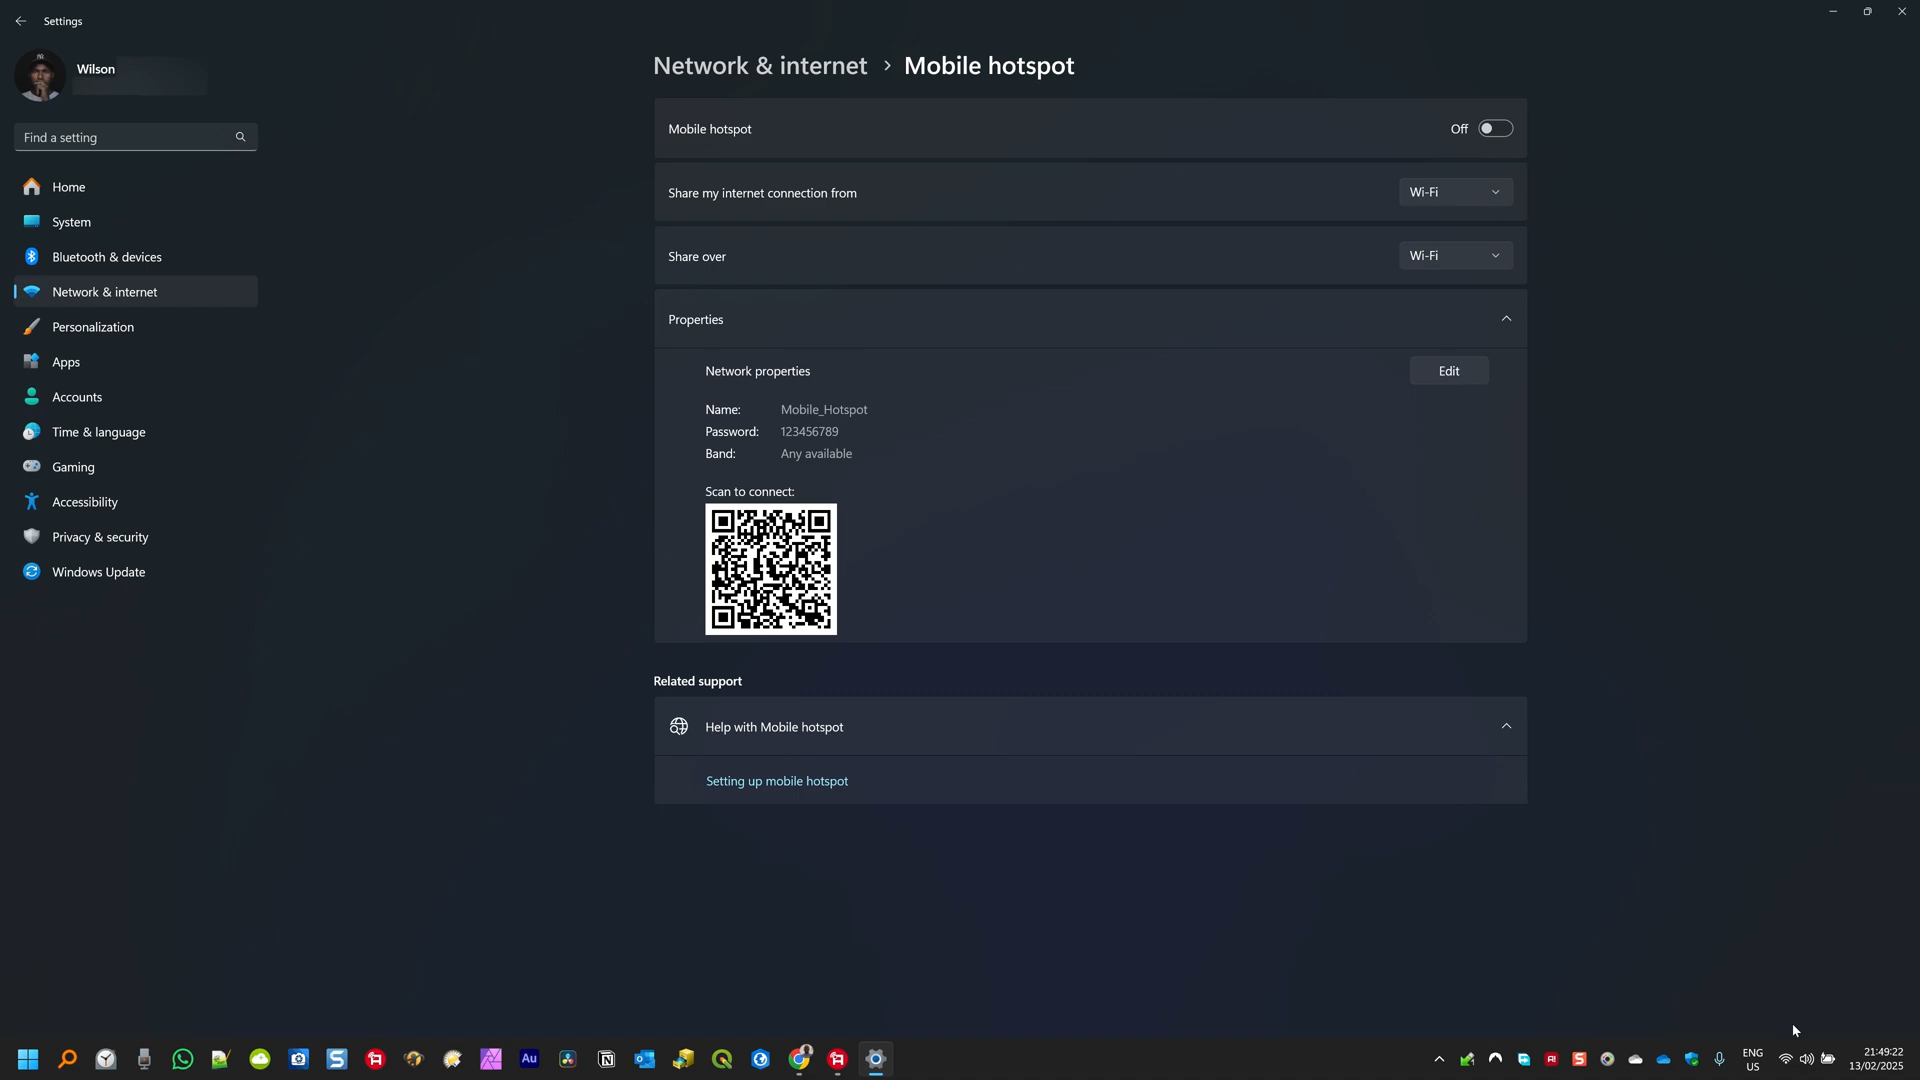 Settings
Wilson
Find a setting
Home
System
Bluetooth & devices
Network & internet
Personalization
Apps
Accounts
Time & language
Gaming
Accessibility
Privacy & security
Windows Update
Network & internet > Mobile hotspot
Mobile hotspot Off
Share my internet connection from Wi-Fi
Share over Wi-Fi
Properties
Network properties Edit
Name: Mobile_Hotspot
Password: 123456789
Band: Any available
Scan to connect:
Related support
Help with Mobile hotspot
Setting up mobile hotspot
Au
ENG
US
21:49:22
13/02/2025